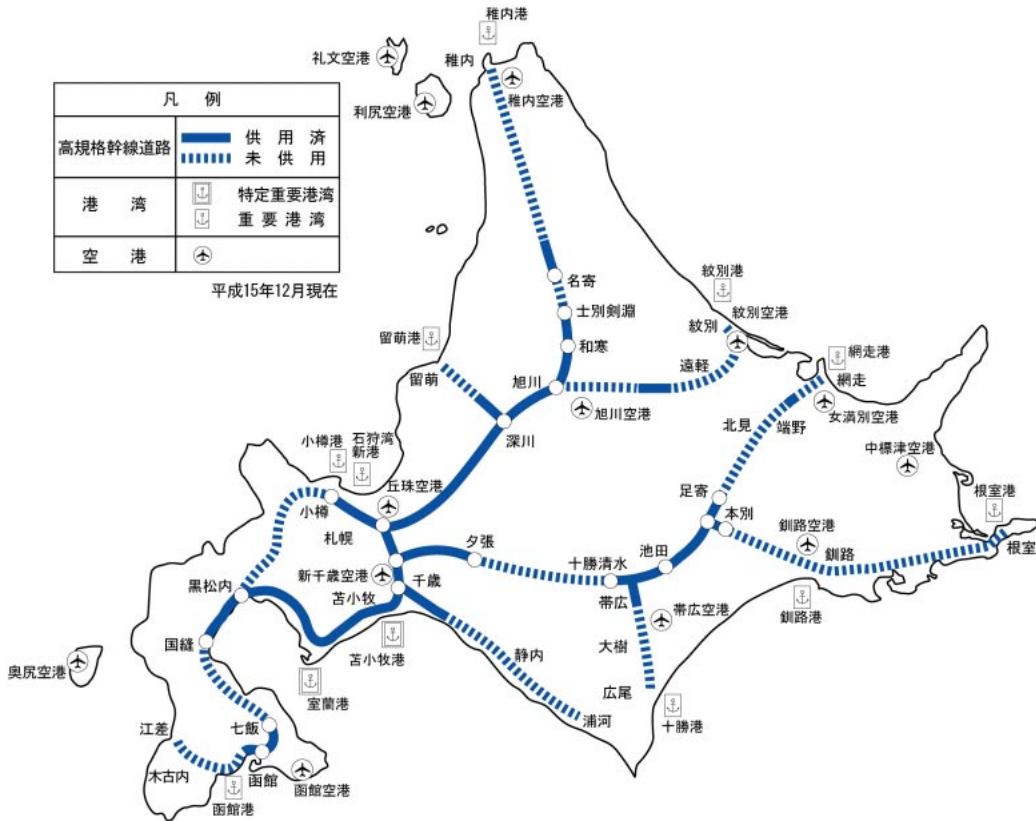 稚内港
礼文空港
稚内
稚内空港
利尻空港
凡 例
高規格幹線道路
供 用 済
未 供 用
港 湾
特定重要港湾
重 要 港 湾
空 港
平成15年12月現在
名寄
紋別港
士別剣淵
紋別空港
紋別
留萌港
和寒
網走港
遠軽
留萌
旭川
網走
旭川空港
女満別空港
北見
端野
深川
小樽港
石狩湾
新港
中標津空港
丘珠空港
足寄
根室港
小樽
本別
札幌
釧路空港
夕張
池田
釧路
根室
十勝清水
新千歳空港
千歳
黒松内
苫小牧
帯広
帯広空港
釧路港
国縫
苫小牧港
大樹
静内
奥尻空港
室蘭港
広尾
浦河
十勝港
江差
七飯
木古内
函館
函館空港
函館港